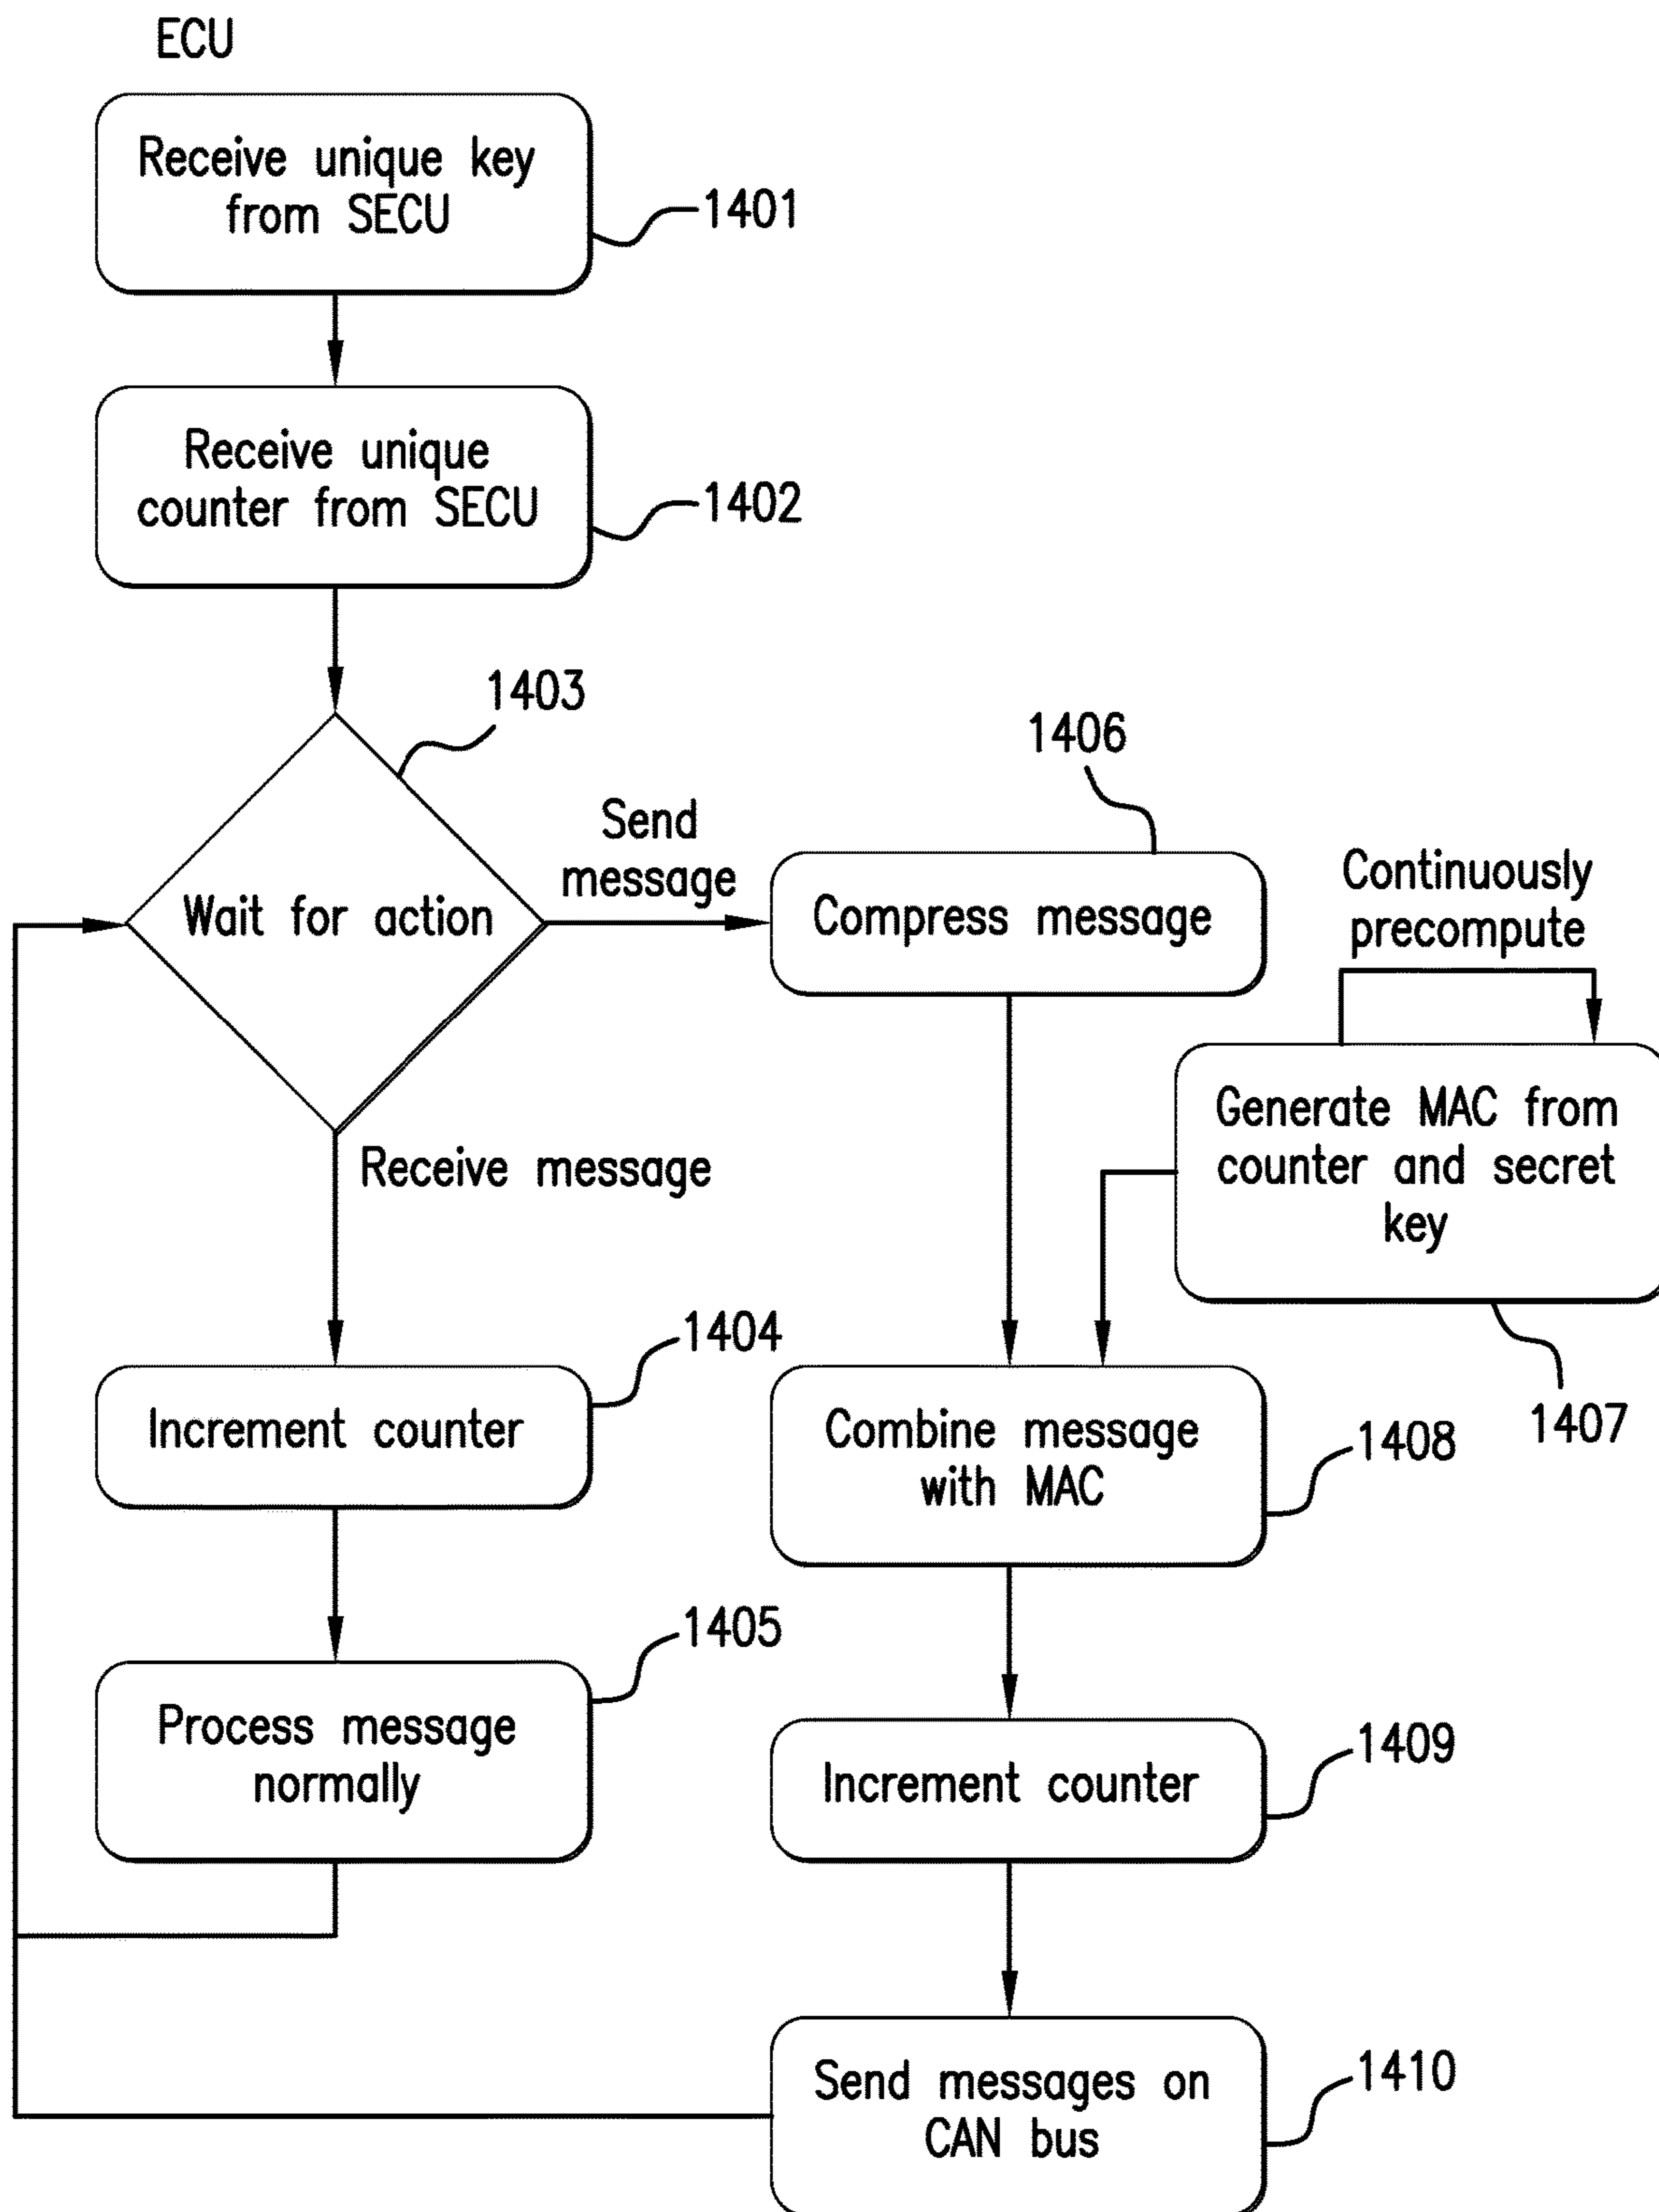 ECU
Receive unique key
from SECU
1401
Receive unique
counter from SECU
1402
1403
Wait for action
Send
message
1406
Compress message
Continuously
precompute
Generate MAC from
counter and secret
key
1407
Receive message
1404
Increment counter
Combine message
with MAC
1408
1405
Process message
normally
1409
Increment counter
Send messages on
CAN bus
1410